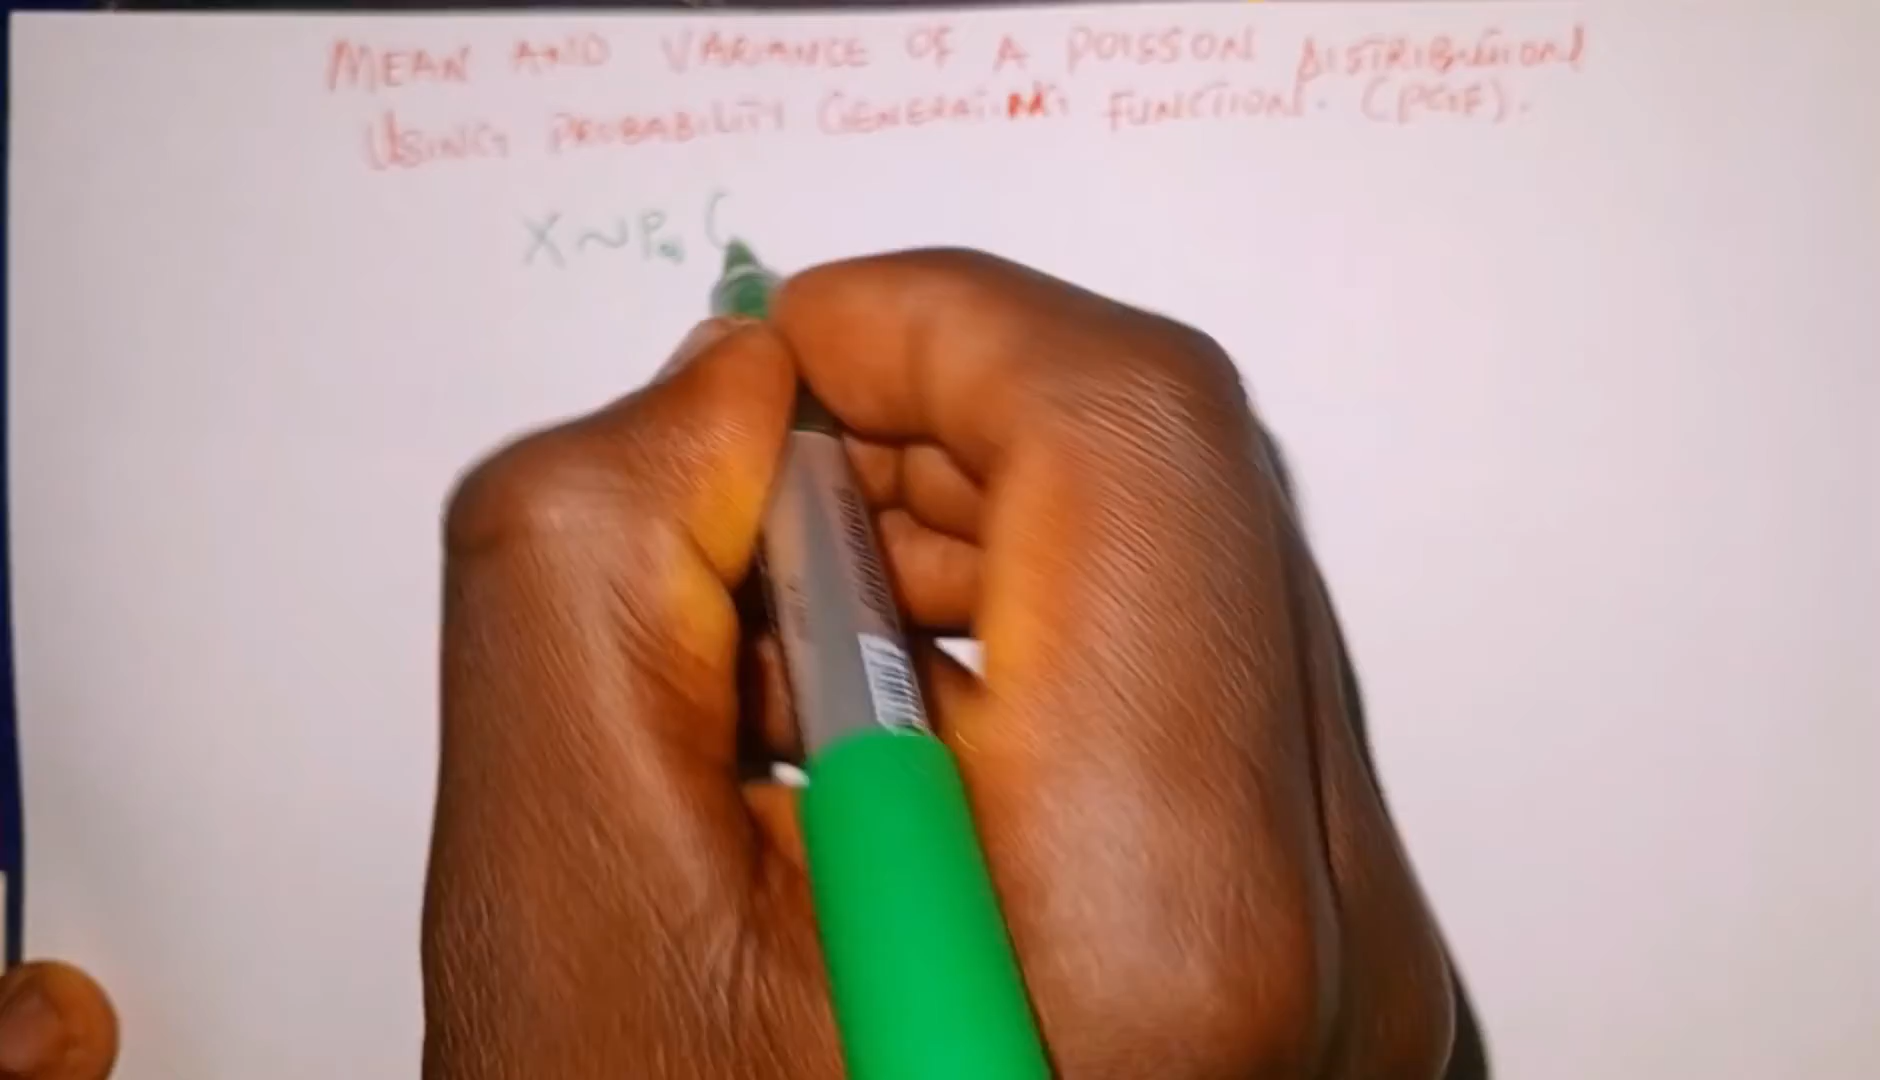 MEAN AND VARIANCE OF A POISSON DISTRIBUTION
USING PROBABILITY GENERATING FUNCTION. (PGF).
X ~ Po (